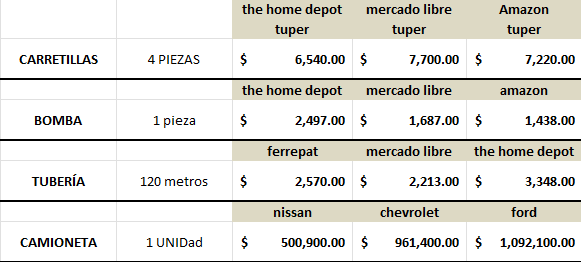 the home depot mercado libre Amazon
tuper tuper tuper
CARRETILLAS 4 PIEZAS $ 6,540.00 $ 7,700.00 $ 7,220.00
the home depot mercado libre amazon
BOMBA 1 pieza $ 2,497.00 $ 1,687.00 $ 1,438.00
ferrepat mercado libre the home depot
TUBERÍA 120 metros $ 2,570.00 $ 2,213.00 $ 3,348.00
nissan chevrolet ford
CAMIONETA 1 UNIDad $ 500,900.00 $ 961,400.00 $ 1,092,100.00